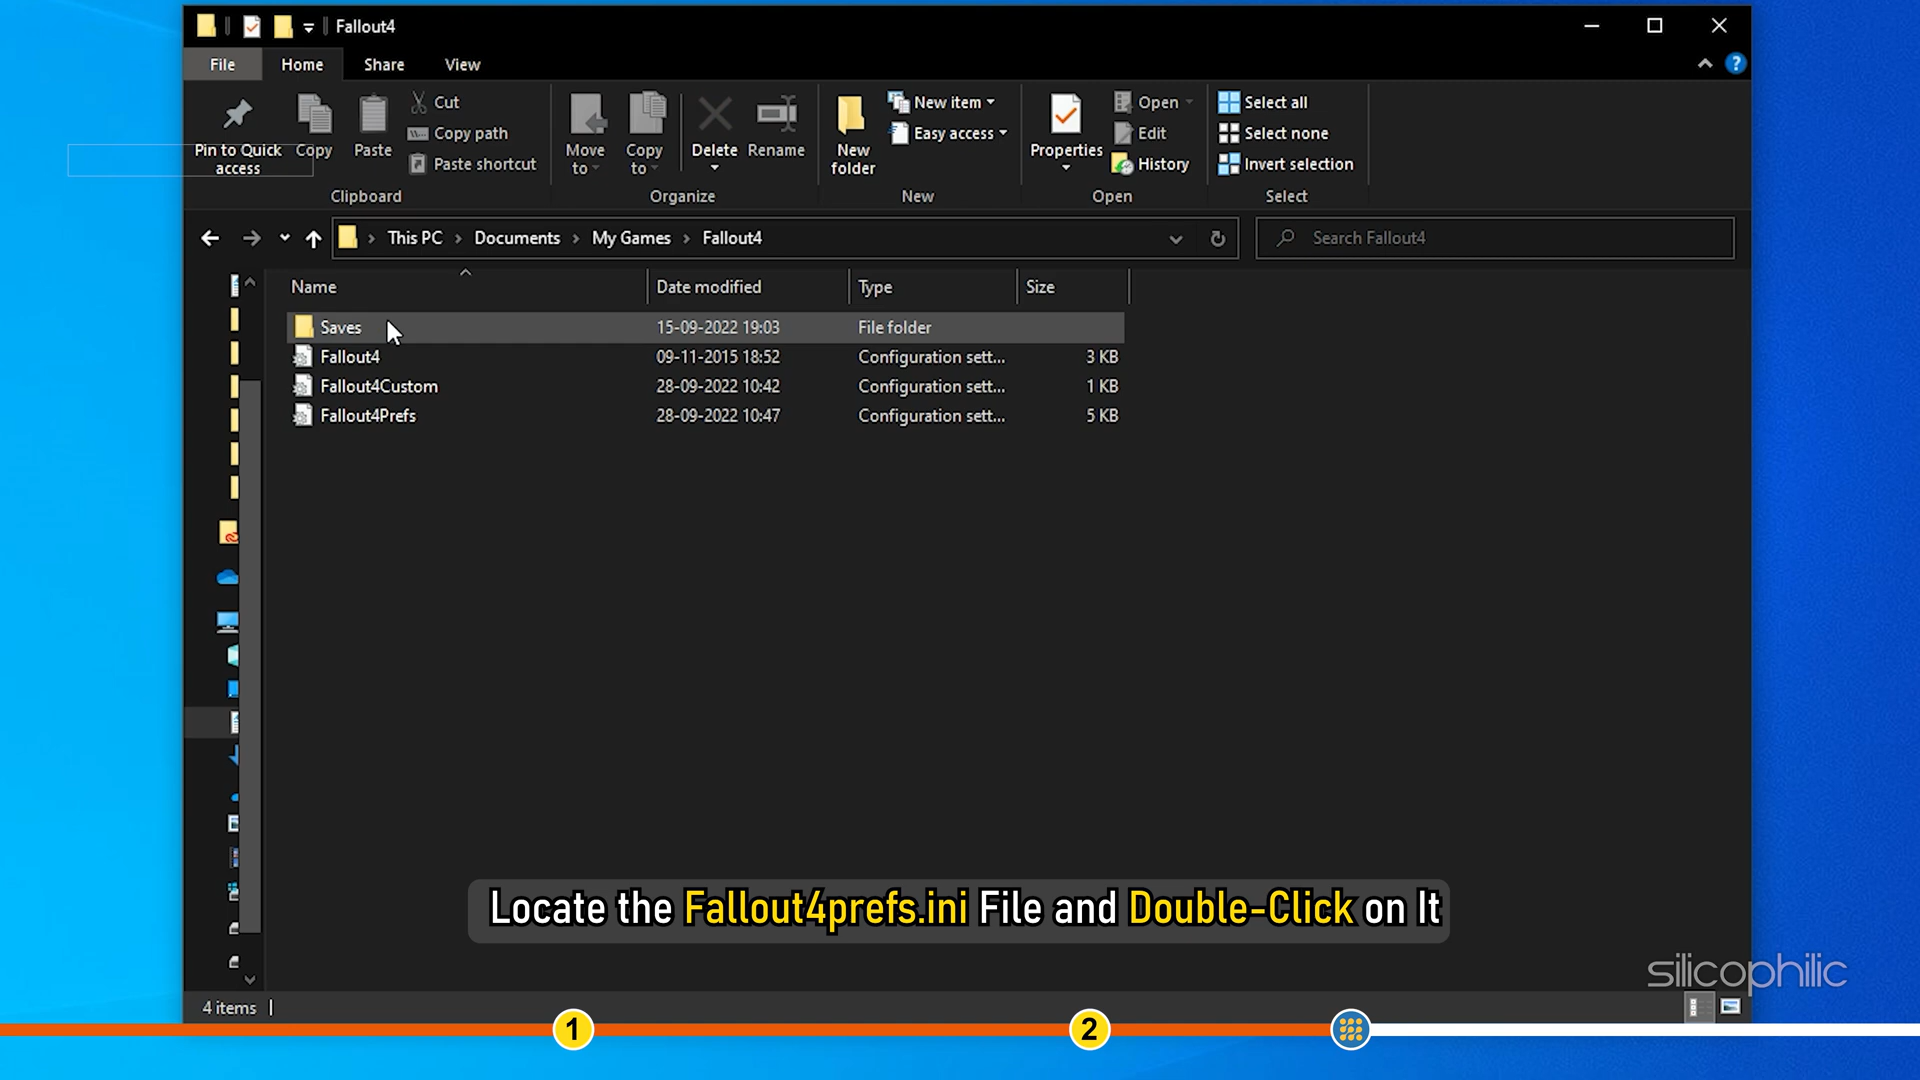 Fallout4
File Home Share View
Pin to Quick access
Copy
Paste
Cut
Copy path
Paste shortcut
Clipboard
Move to
Copy to
Delete
Rename
Organize
New folder
New item
Easy access
New
Properties
Open
Edit
History
Open
Select all
Select none
Invert selection
Select
This PC > Documents > My Games > Fallout4
Search Fallout4
Name Date modified Type Size
Saves 15-09-2022 19:03 File folder
Fallout4 09-11-2015 18:52 Configuration sett... 3 KB
Fallout4Custom 28-09-2022 10:42 Configuration sett... 1 KB
Fallout4Prefs 28-09-2022 10:47 Configuration sett... 5 KB
Locate the Fallout4prefs.ini File and Double-Click on It
silicophilic
4 items
1 2